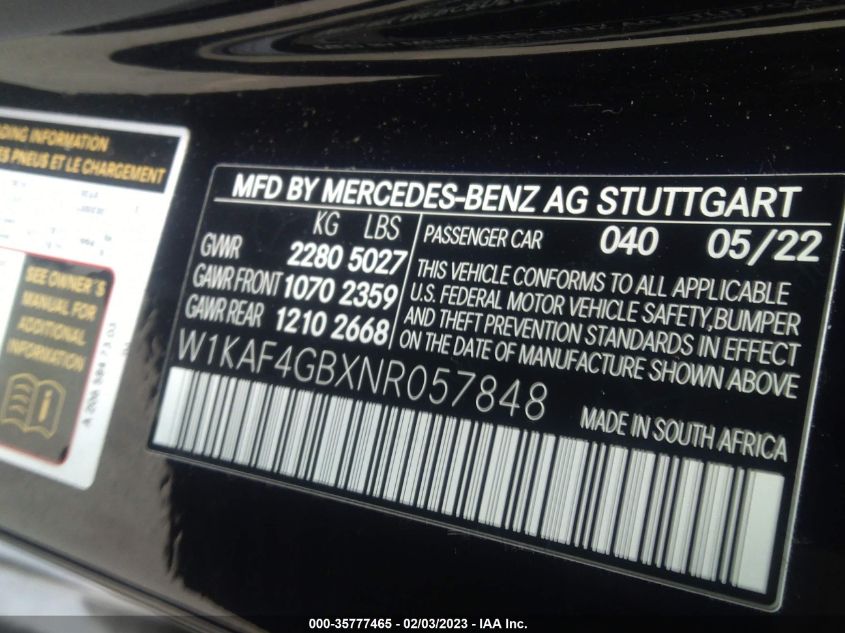 ADING INFORMATION
ES PNEUS ET LE CHARGEMENT
SEE OWNER'S
MANUAL FOR
ADDITIONAL
INFORMATION
MFD BY MERCEDES-BENZ AG STUTTGART
KG LBS
GVWR 2280 5027
GAWR FRONT 1070 2359
GAWR REAR 1210 2668
PASSENGER CAR 040 05/22
THIS VEHICLE CONFORMS TO ALL APPLICABLE
U.S. FEDERAL MOTOR VEHICLE SAFETY, BUMPER
AND THEFT PREVENTION STANDARDS IN EFFECT
ON THE DATE OF MANUFACTURE SHOWN ABOVE
W1KAF4GBXNR057848
MADE IN SOUTH AFRICA
000-35777465 - 02/03/2023 - IAA Inc.